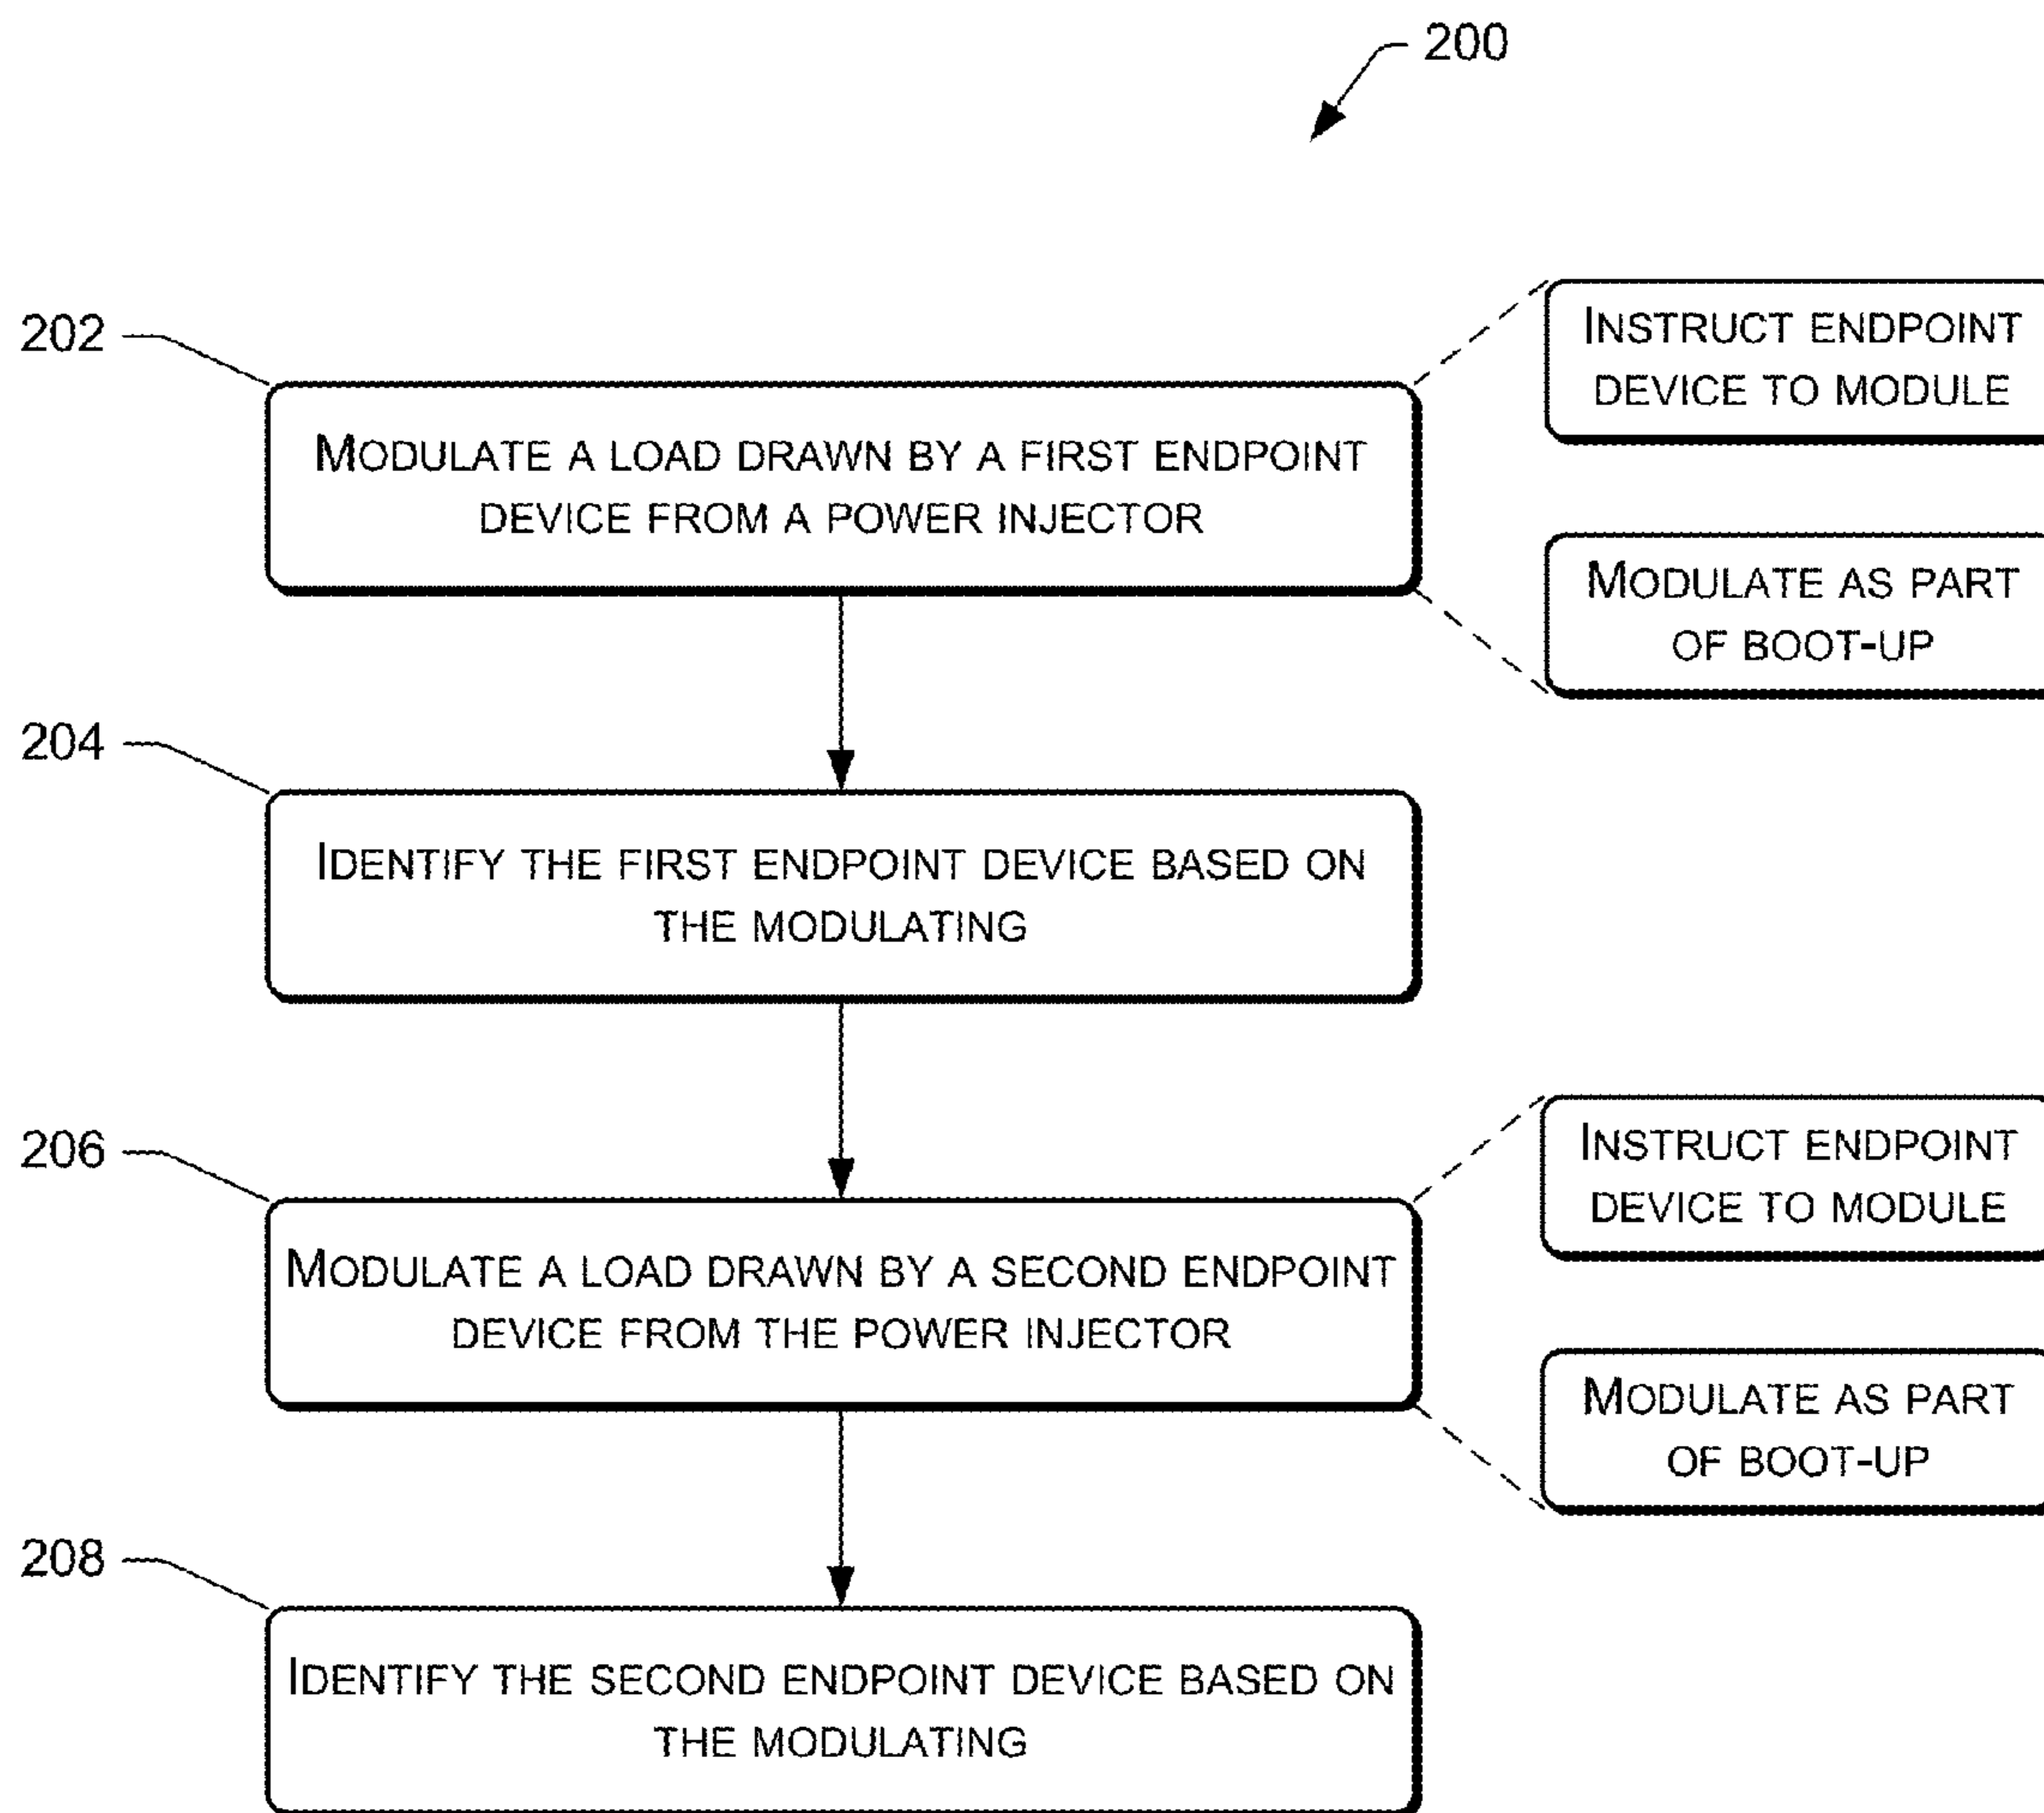 200
202
MODULATE A LOAD DRAWN BY A FIRST ENDPOINT
DEVICE FROM A POWER INJECTOR
INSTRUCT ENDPOINT
DEVICE TO MODULE
MODULATE AS PART
OF BOOT-UP
204
IDENTIFY THE FIRST ENDPOINT DEVICE BASED ON
THE MODULATING
206
MODULATE A LOAD DRAWN BY A SECOND ENDPOINT
DEVICE FROM THE POWER INJECTOR
INSTRUCT ENDPOINT
DEVICE TO MODULE
MODULATE AS PART
OF BOOT-UP
208
IDENTIFY THE SECOND ENDPOINT DEVICE BASED ON
THE MODULATING